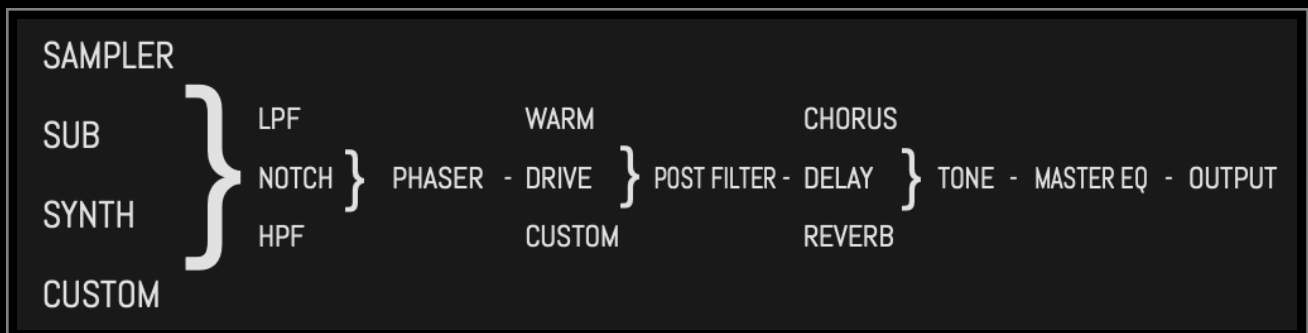 SAMPLER
SUB
SYNTH
CUSTOM
LPF
NOTCH
HPF
PHASER -
WARM
DRIVE
CUSTOM
POST FILTER -
CHORUS
DELAY
REVERB
TONE - MASTER EQ - OUTPUT